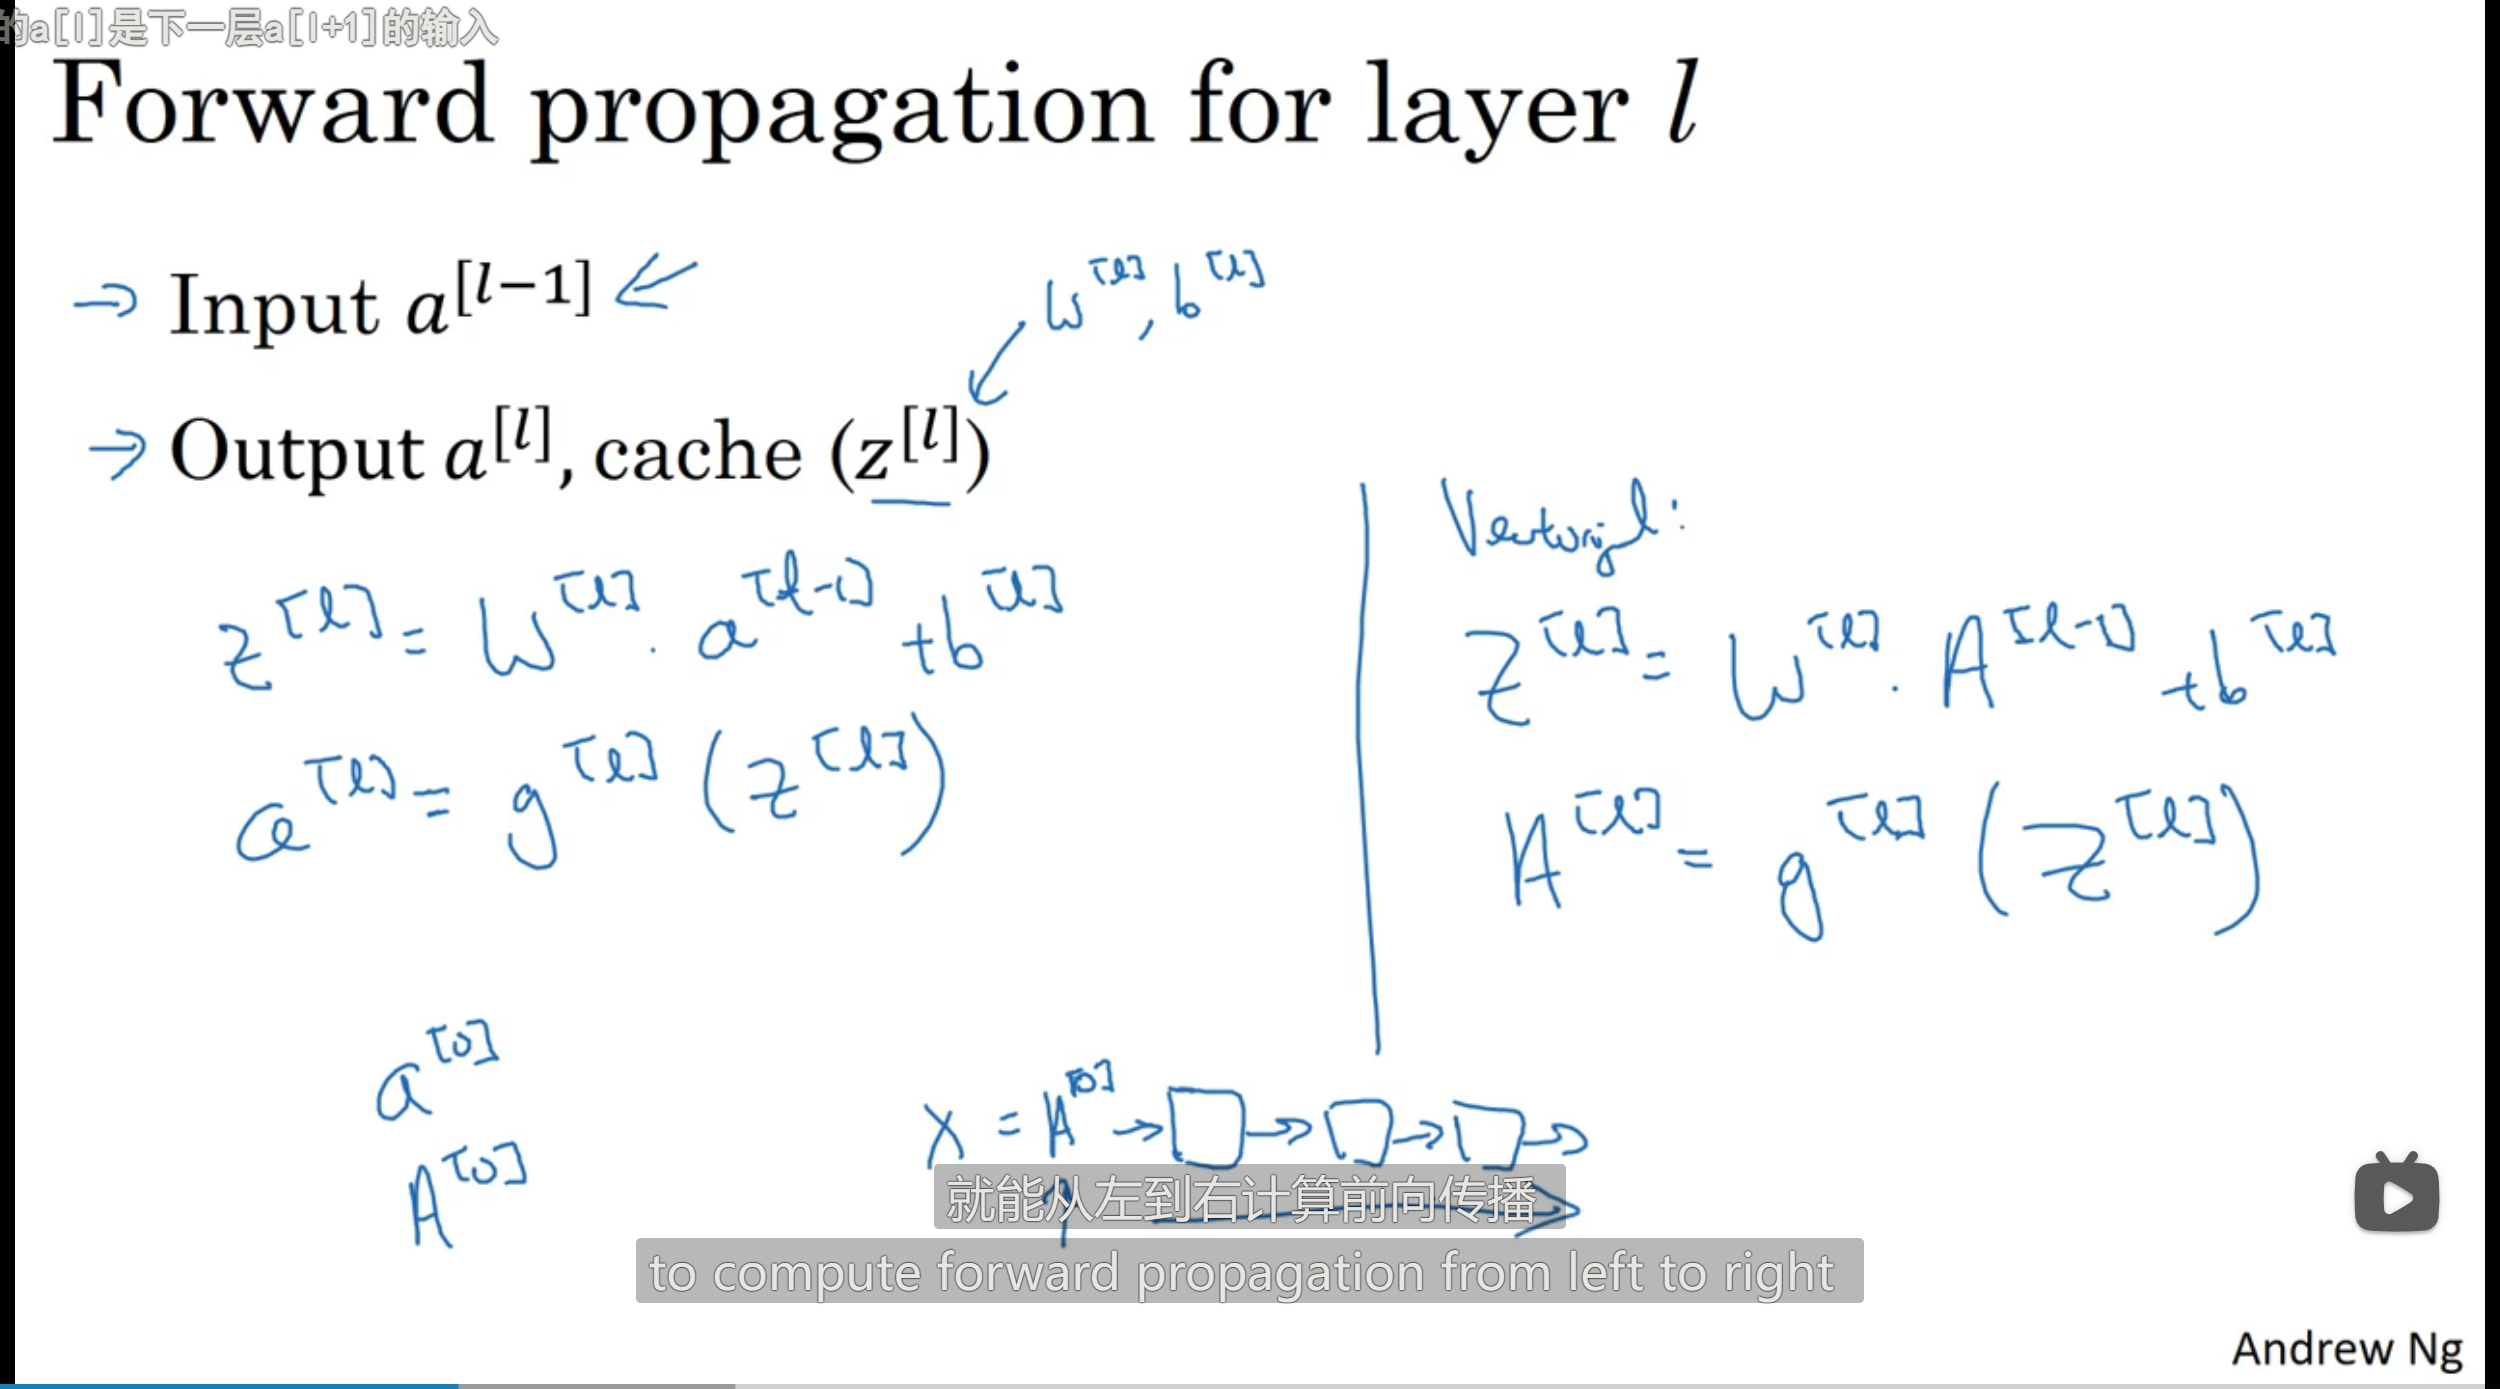 的a[l]是下一层a[l+1]的输入
Forward propagation for layer l
⇒ Input a^[l-1] ⇐
w^[l], b^[l]
→ Output a^[l], cache (z^[l])
z^[l] = W^[l] · a^[l-1] + b^[l]
a^[l] = g^[l] (z^[l])
Vectorized:
Z^[l] = W^[l] · A^[l-1] + b^[l]
A^[l] = g^[l] (Z^[l])
a^[0]
A^[0]
X = A^[0] → □ → □ → □ →
就能从左到右计算前向传播
to compute forward propagation from left to right
Andrew Ng